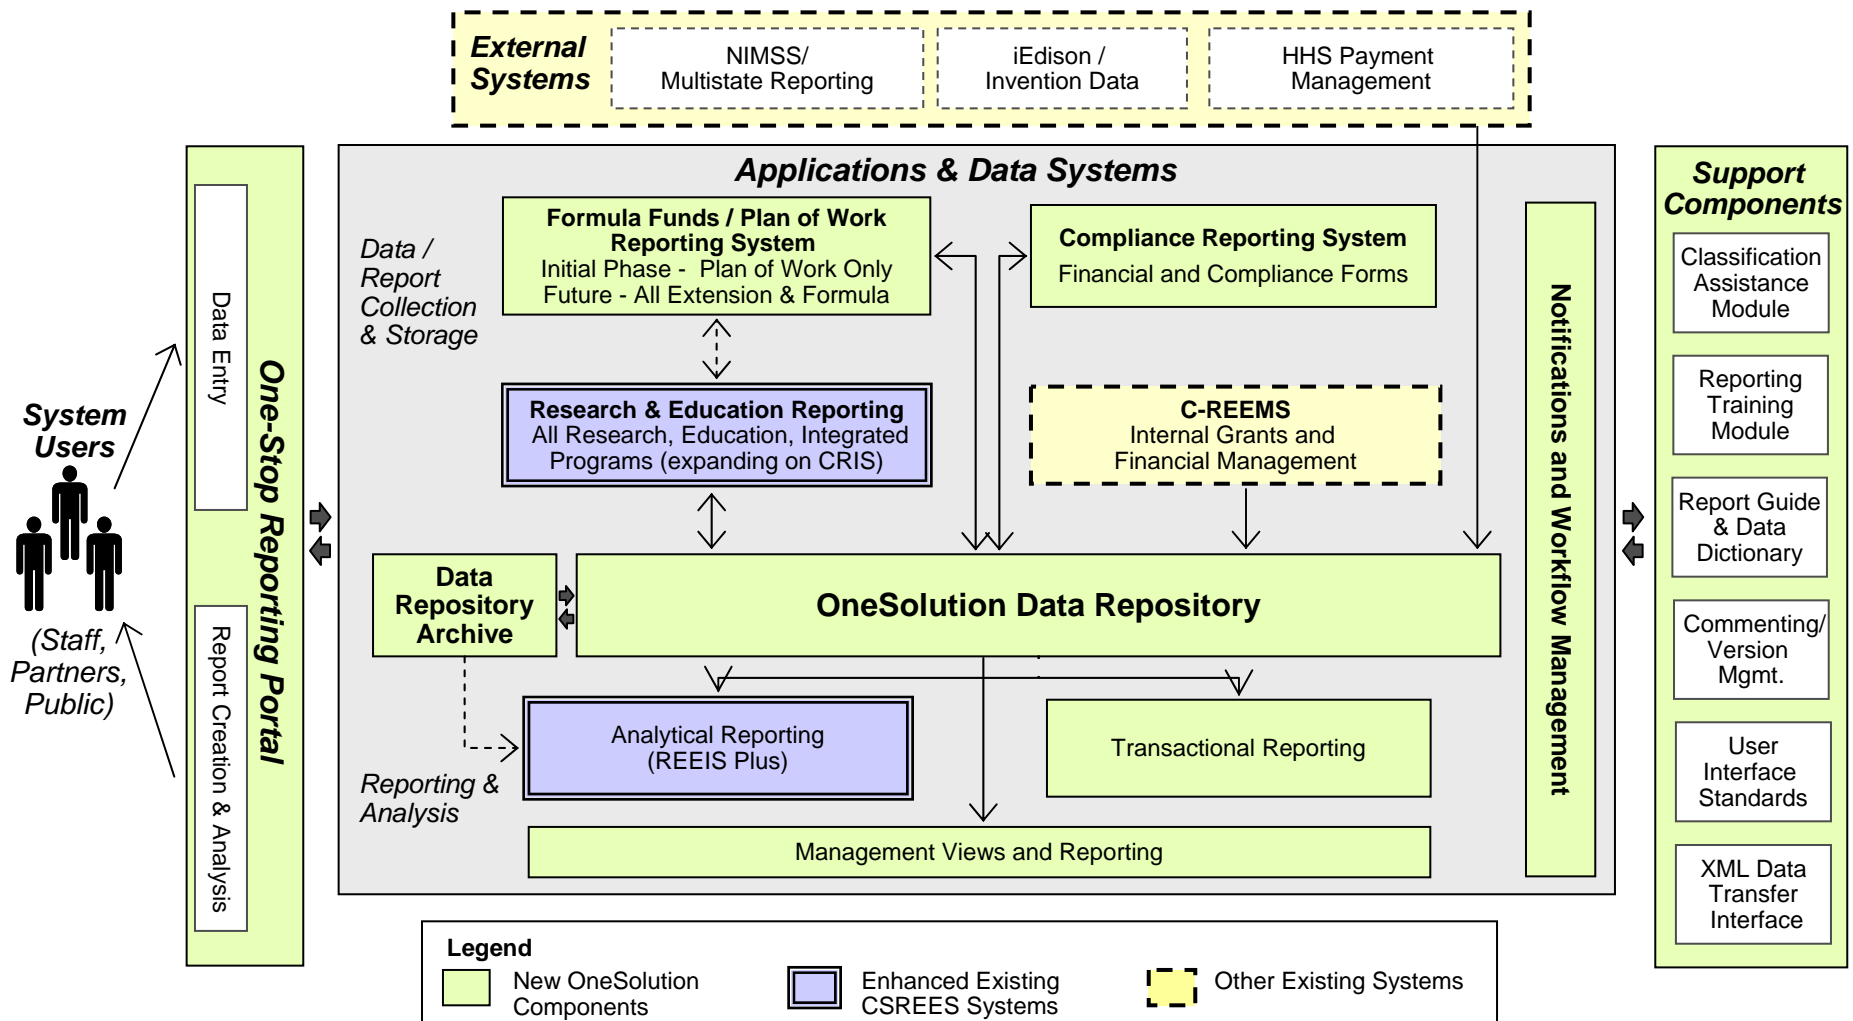 External
Systems
NIMSS/
Multistate Reporting
iEdison /
Invention Data
HHS Payment
Management
System
Users
(Staff,
Partners,
Public)
One-Stop Reporting Portal
Data Entry
Report Creation & Analysis
Applications & Data Systems
Data /
Report
Collection
& Storage
Formula Funds / Plan of Work
Reporting System
Initial Phase - Plan of Work Only
Future - All Extension & Formula
Compliance Reporting System
Financial and Compliance Forms
Research & Education Reporting
All Research, Education, Integrated
Programs (expanding on CRIS)
C-REEMS
Internal Grants and
Financial Management
Data
Repository
Archive
OneSolution Data Repository
Reporting &
Analysis
Analytical Reporting
(REEIS Plus)
Transactional Reporting
Management Views and Reporting
Notifications and Workflow Management
Support
Components
Classification
Assistance
Module
Reporting
Training
Module
Report Guide
& Data
Dictionary
Commenting/
Version
Mgmt.
User
Interface
Standards
XML Data
Transfer
Interface
Legend
New OneSolution
Components
Enhanced Existing
CSREES Systems
Other Existing Systems